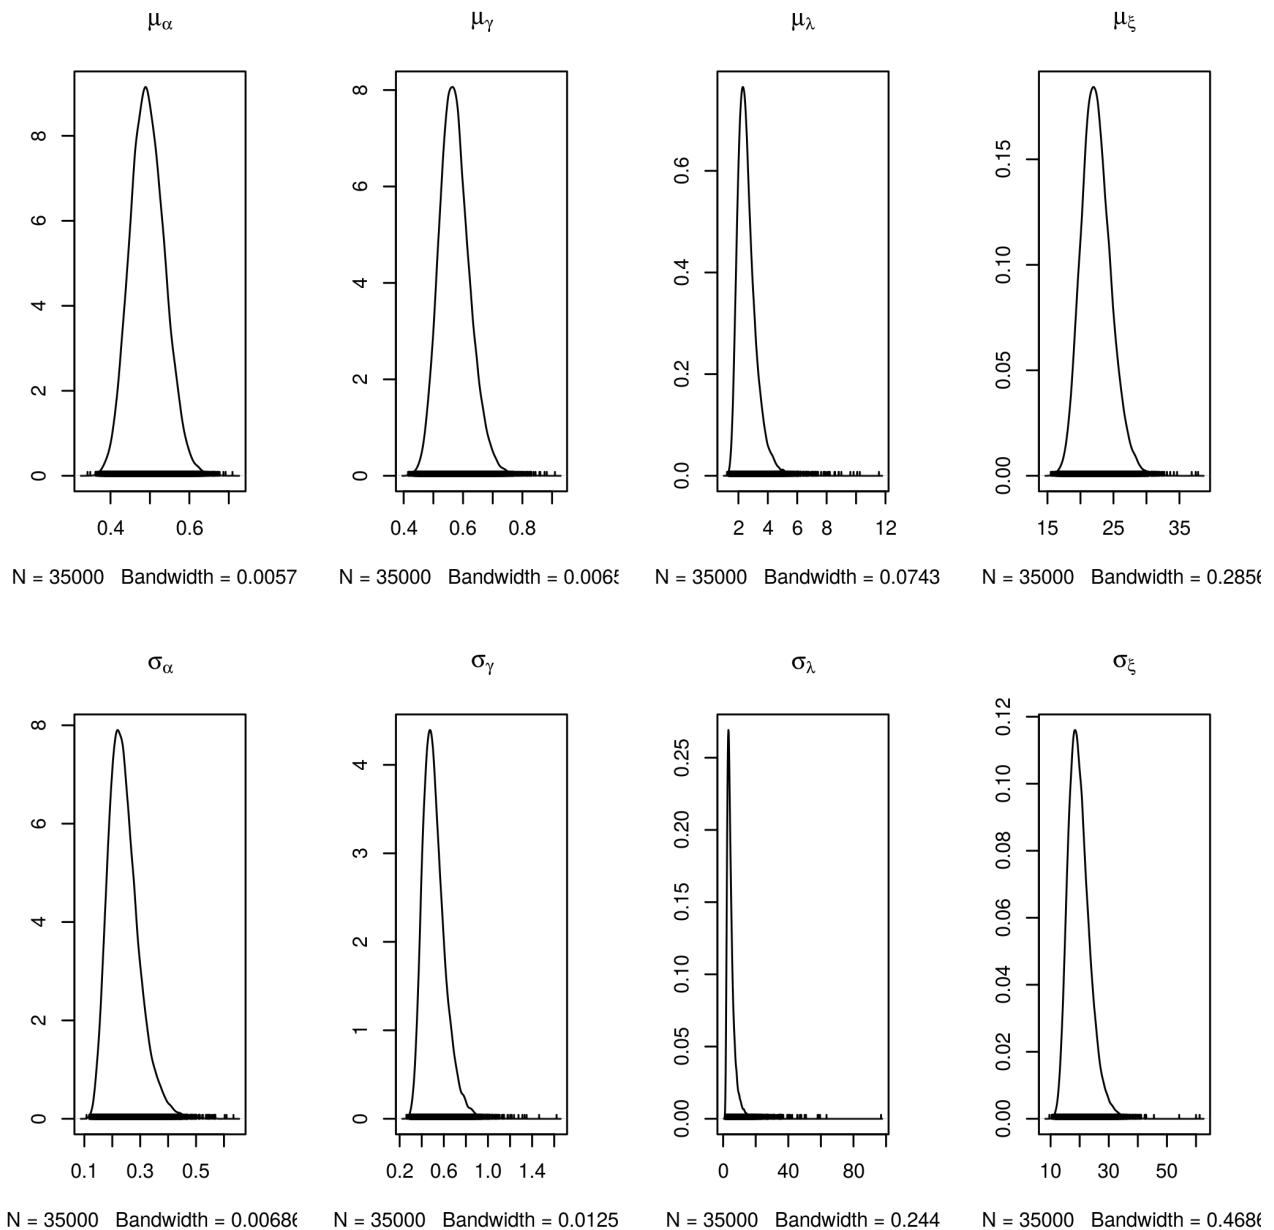 μα μγ μλ μξ
8 6 4 2 0
8 6 4 2 0
0.6 0.4 0.2 0.0
0.15 0.10 0.05 0.00
0.4 0.6
0.4 0.6 0.8
2 4 6 8 12
15 25 35
N = 35000 Bandwidth = 0.0057
N = 35000 Bandwidth = 0.006
N = 35000 Bandwidth = 0.0743
N = 35000 Bandwidth = 0.2856
σα σγ σλ σξ
8 6 4 2 0
4 3 2 1 0
0.25 0.20 0.15 0.10 0.05 0.00
0.12 0.10 0.08 0.06 0.04 0.02 0.00
0.1 0.3 0.5
0.2 0.6 1.0 1.4
0 40 80
10 30 50
N = 35000 Bandwidth = 0.00686
N = 35000 Bandwidth = 0.0125
N = 35000 Bandwidth = 0.244
N = 35000 Bandwidth = 0.4686